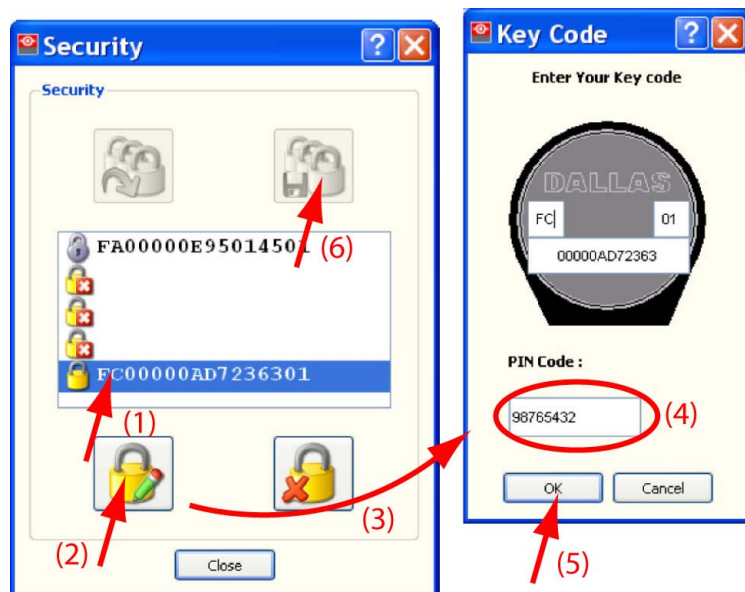 Security
Security
(6)
FA00000E95014501
FC00000AD7236301
(1)
(2)
(3)
Close
Key Code
Enter Your Key code
DALLAS
FC
01
00000AD72363
PIN Code :
98765432
(4)
OK
Cancel
(5)